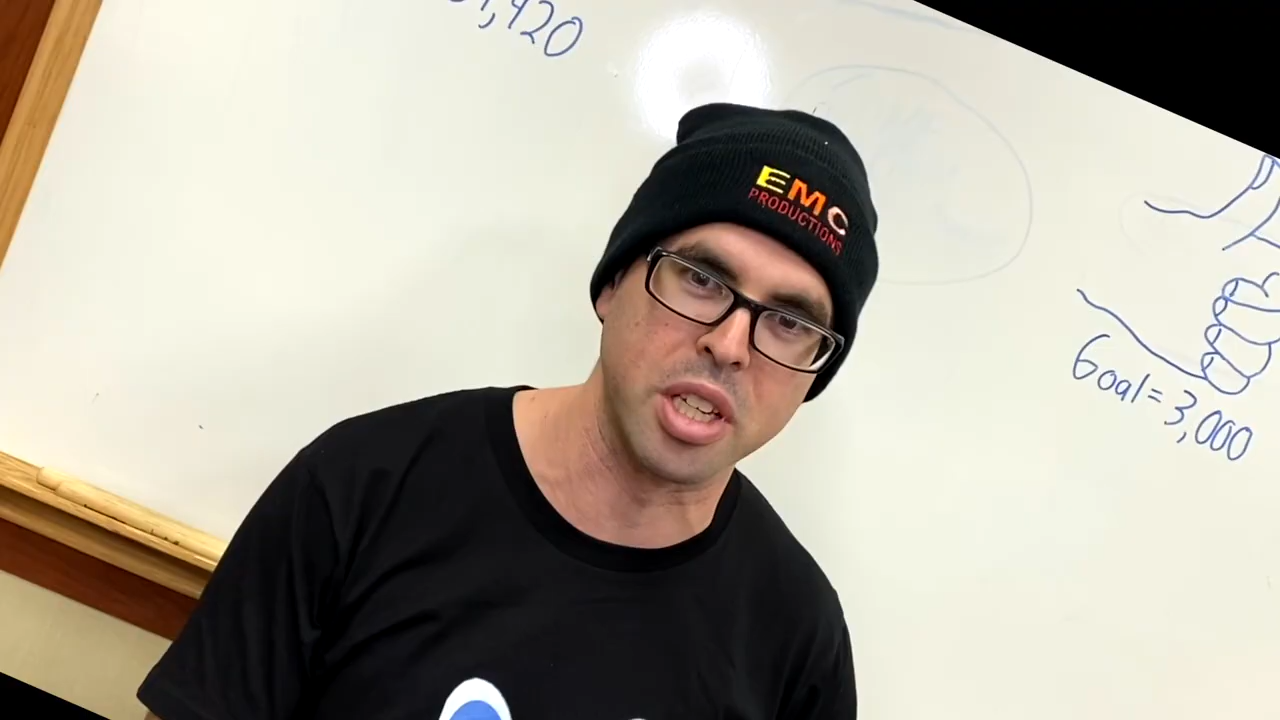 EMC
PRODUCTIONS
Goal = 3,000